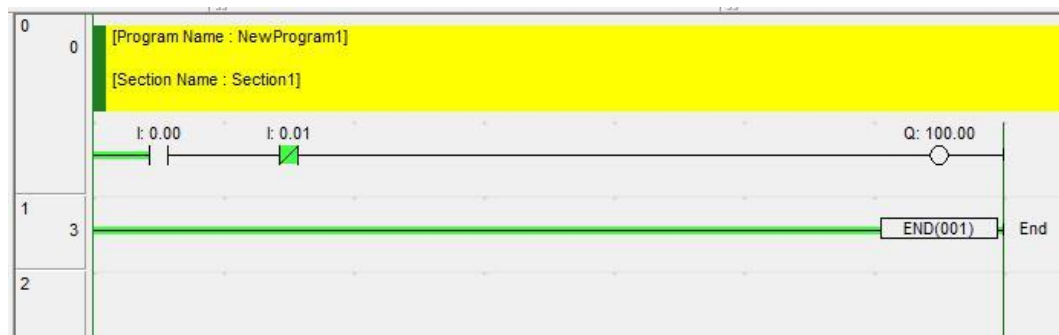 0
0
[Program Name : NewProgram1]
[Section Name : Section1]
I: 0.00
I: 0.01
Q: 100.00
1
3
END(001)
End
2